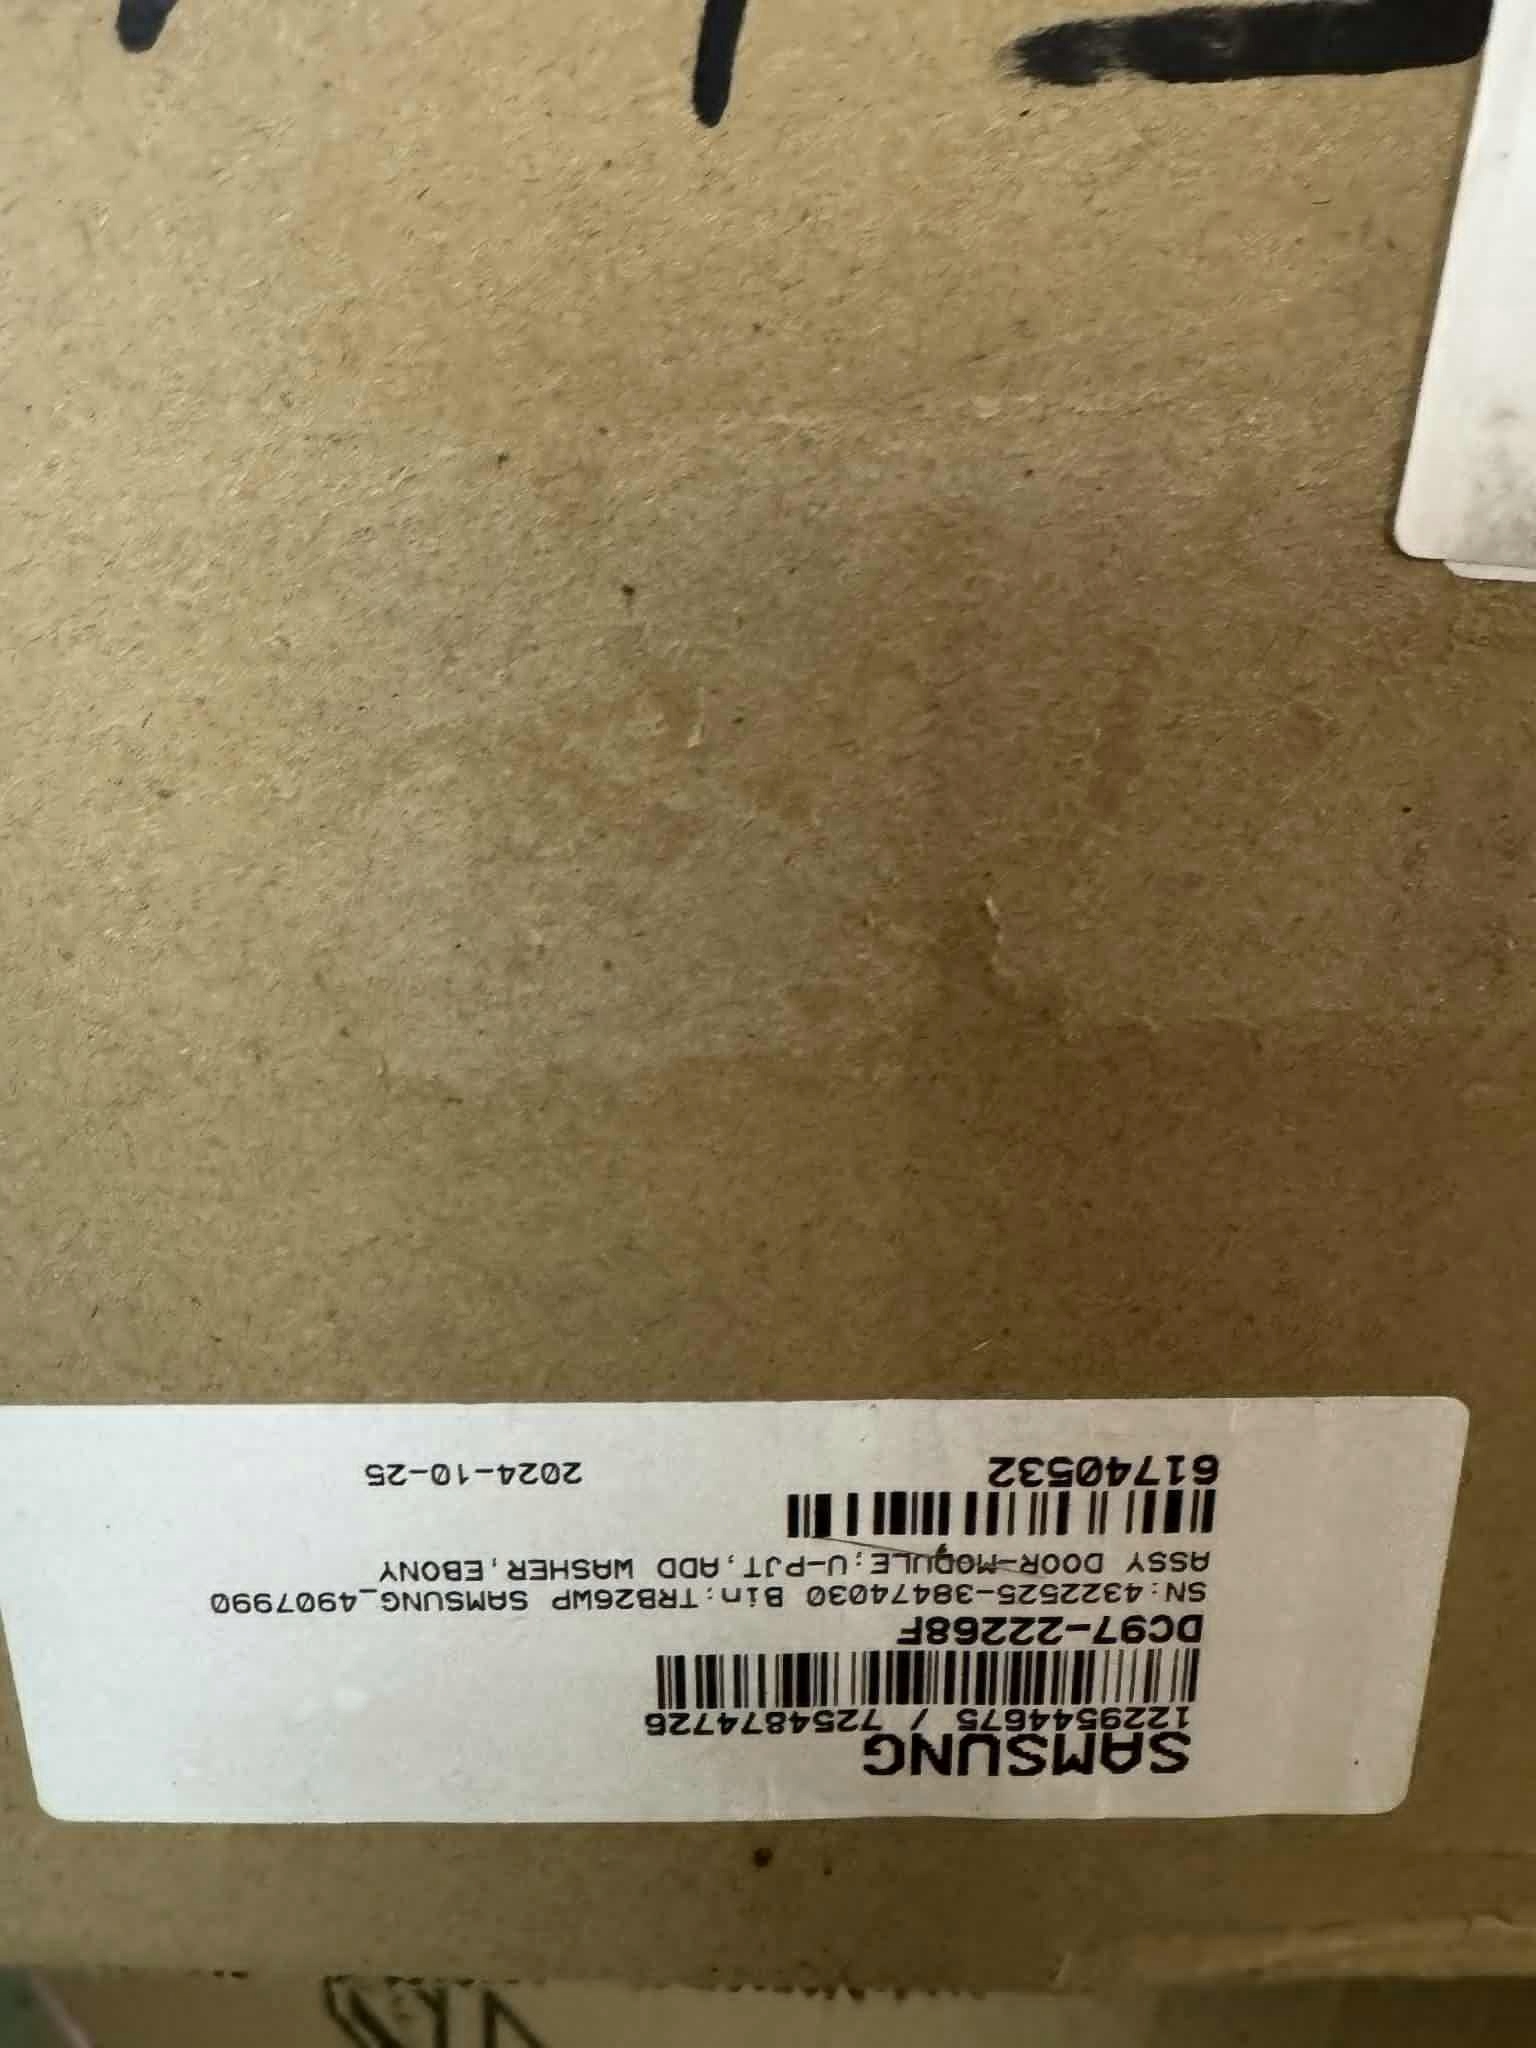 SAMSUNG
1229544675 / 7254874726
DC97-22268F
SN:4322525-38474030 Bin:TRB26WP SAMSUNG_4907990
ASSY DOOR-MODULE;U-PJT,ADD WASHER,EBONY
61740532
2024-10-25